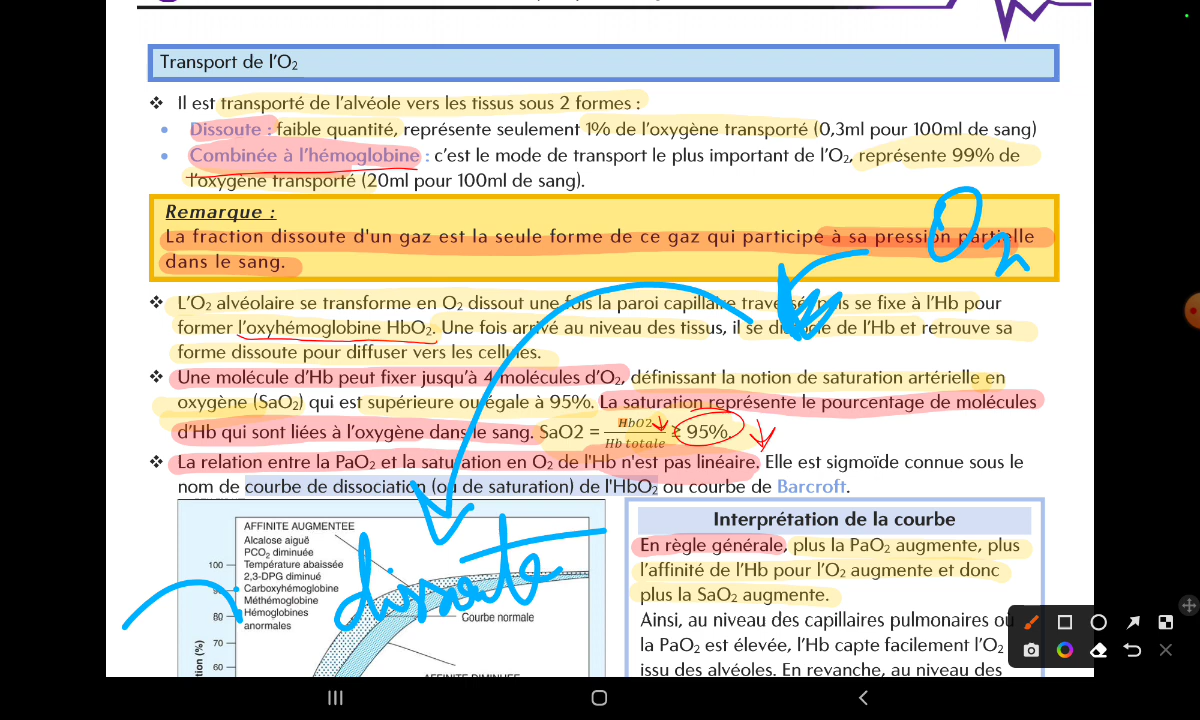 Transport de l'O₂
❖ Il est transporté de l'alvéole vers les tissus sous 2 formes :
• Dissoute : faible quantité, représente seulement 1% de l'oxygène transporté (0,3ml pour 100ml de sang)
• Combinée à l'hémoglobine : c'est le mode de transport le plus important de l'O₂, représente 99% de
l'oxygène transporté (20ml pour 100ml de sang).
Remarque :
La fraction dissoute d'un gaz est la seule forme de ce gaz qui participe à sa pression partielle
dans le sang.
O₂
❖ L'O₂ alvéolaire se transforme en O₂ dissout une fois la paroi capillaire traversée puis se fixe à l'Hb pour
former l'oxyhémoglobine HbO₂. Une fois arrivé au niveau des tissus, il se dissocie de l'Hb et retrouve sa
forme dissoute pour diffuser vers les cellules.
❖ Une molécule d'Hb peut fixer jusqu'à 4 molécules d'O₂, définissant la notion de saturation artérielle en
oxygène (SaO₂) qui est supérieure ou égale à 95%. La saturation représente le pourcentage de molécules
d'Hb qui sont liées à l'oxygène dans le sang. SaO2 = HbO2 / Hb totale ≥ 95%.
❖ La relation entre la PaO₂ et la saturation en O₂ de l'Hb n'est pas linéaire. Elle est sigmoïde connue sous le
nom de courbe de dissociation (ou de saturation) de l'HbO₂ ou courbe de Barcroft.
AFFINITE AUGMENTEE
Alcalose aiguë
PCO₂ diminuée
Température abaissée
2,3-DPG diminué
Carboxyhémoglobine
Méthémoglobine
Hémoglobines
anormales
100
90
80
70
60
dissoute
Courbe normale
AFFINITE DIMINUEE
Interprétation de la courbe
En règle générale, plus la PaO₂ augmente, plus
l'affinité de l'Hb pour l'O₂ augmente et donc
plus la SaO₂ augmente.
Ainsi, au niveau des capillaires pulmonaires où
la PaO₂ est élevée, l'Hb capte facilement l'O₂
issu des alvéoles. En revanche, au niveau des